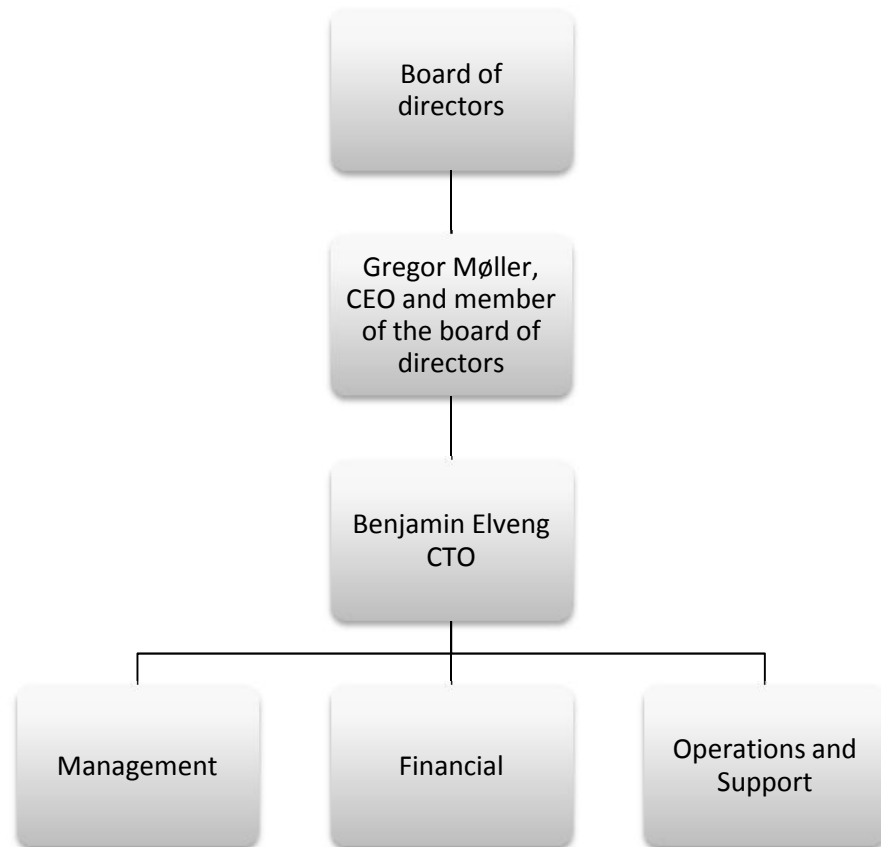 Board of
directors
Gregor Møller,
CEO and member
of the board of
directors
Benjamin Elveng
CTO
Management
Financial
Operations and
Support